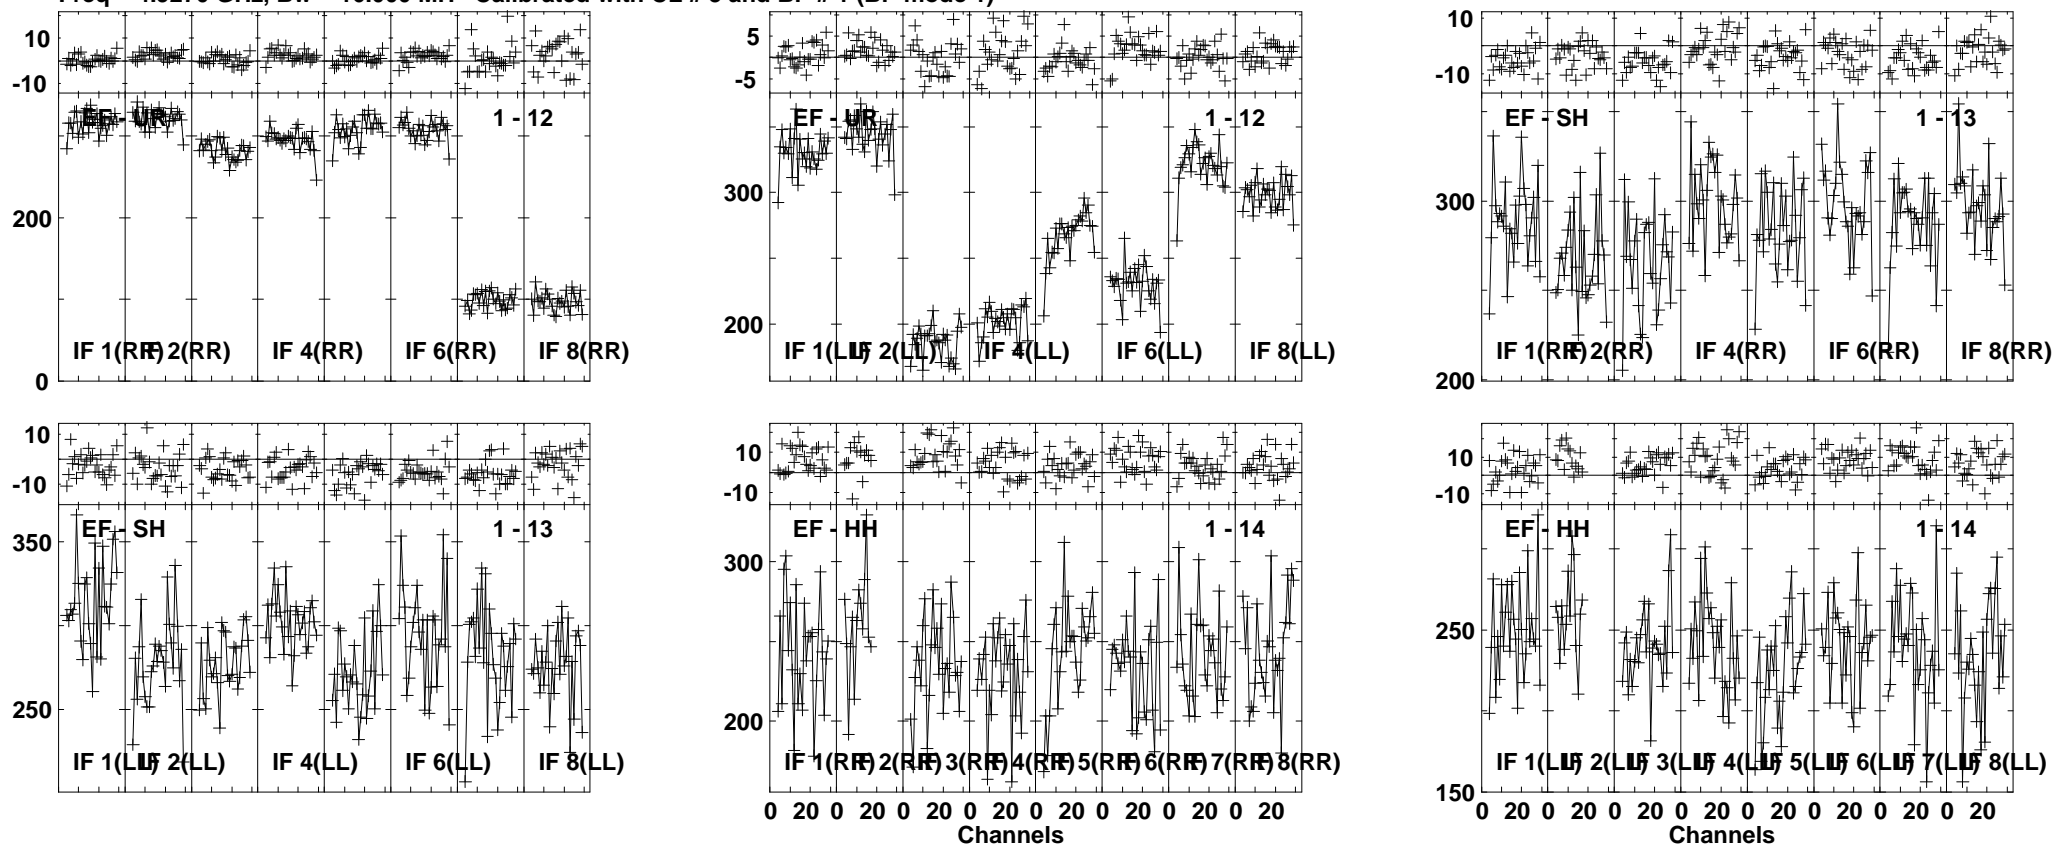 10
-10
EF - UR 1 - 12
200
0
IF 1(RR) IF 2(RR) IF 4(RR) IF 6(RR) IF 8(RR)
5
-5
EF - UR 1 - 12
300
200
IF 1(LL) IF 2(LL) IF 4(LL) IF 6(LL) IF 8(LL)
10
-10
EF - SH 1 - 13
300
200
IF 1(RR) IF 2(RR) IF 4(RR) IF 6(RR) IF 8(RR)
10
-10
EF - SH 1 - 13
350
250
IF 1(LL) IF 2(LL) IF 4(LL) IF 6(LL) IF 8(LL)
10
-10
EF - HH 1 - 14
300
200
IF 1(RR) IF 2(RR) IF 3(RR) IF 4(RR) IF 5(RR) IF 6(RR) IF 7(RR) IF 8(RR)
0 20 0 20 0 20 0 20 0 20 0 20 0 20 0 20
Channels
10
-10
EF - HH 1 - 14
250
150
IF 1(LL) IF 2(LL) IF 3(LL) IF 4(LL) IF 5(LL) IF 6(LL) IF 7(LL) IF 8(LL)
0 20 0 20 0 20 0 20 0 20 0 20 0 20 0 20
Channels